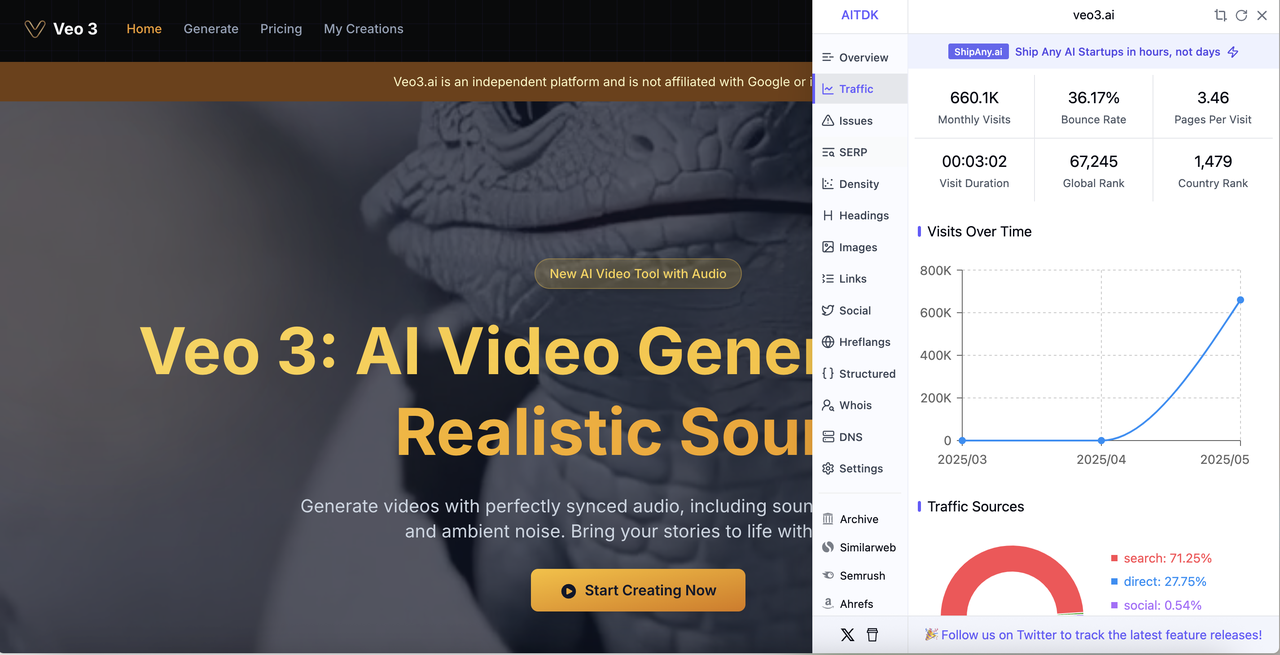 Veo 3
Home
Generate
Pricing
My Creations
Veo3.ai is an independent platform and is not affiliated with Google or i
New AI Video Tool with Audio
Veo 3: AI Video Gener
Realistic Sour
Generate videos with perfectly synced audio, including soun
and ambient noise. Bring your stories to life with
Start Creating Now
AITDK
veo3.ai
Overview
Traffic
Issues
SERP
Density
Headings
Images
Links
Social
Hreflangs
Structured
Whois
DNS
Settings
Archive
Similarweb
Semrush
Ahrefs
ShipAny.ai Ship Any AI Startups in hours, not days
660.1K
Monthly Visits
36.17%
Bounce Rate
3.46
Pages Per Visit
00:03:02
Visit Duration
67,245
Global Rank
1,479
Country Rank
Visits Over Time
800K
600K
400K
200K
0
2025/03
2025/04
2025/05
Traffic Sources
search: 71.25%
direct: 27.75%
social: 0.54%
Follow us on Twitter to track the latest feature releases!